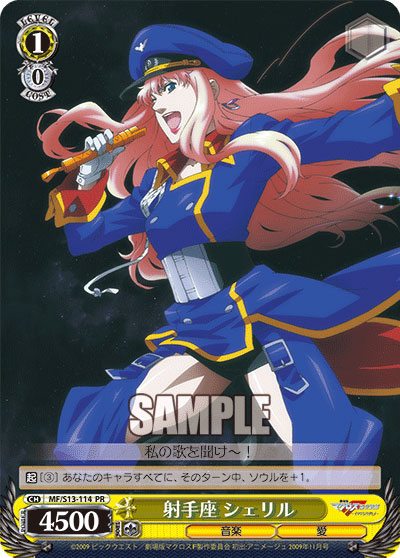 LEVEL
1
0
COST
SAMPLE
私の歌を聞け〜！
起 [③] あなたのキャラすべてに、そのターン中、ソウルを+1。
CH MF/S13-114 PR
4500
射手座 シェリル
音楽 愛
©2009 ビックウエスト/劇場版マクロスF製作委員会 初出:アニメージュ 2009年11月号